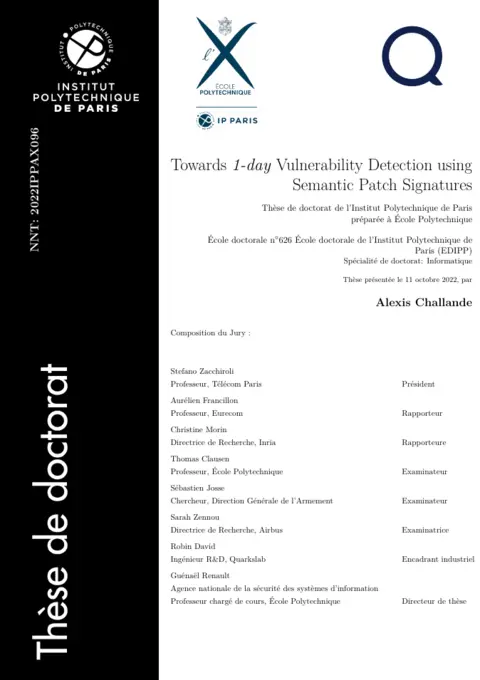 INSTITUT
POLYTECHNIQUE
DE PARIS
INSTITUT POLYTECHNIQUE DE PARIS
NNT: 2022IPPAX096
Thèse de doctorat
ÉCOLE
POLYTECHNIQUE
IP PARIS
Towards 1-day Vulnerability Detection using
Semantic Patch Signatures
Thèse de doctorat de l'Institut Polytechnique de Paris
préparée à École Polytechnique
École doctorale n°626 École doctorale de l'Institut Polytechnique de
Paris (EDIPP)
Spécialité de doctorat: Informatique
Thèse présentée le 11 octobre 2022, par
Alexis Challande
Composition du Jury :
Stefano Zacchiroli
Professeur, Télécom Paris Président
Aurélien Francillon
Professeur, Eurecom Rapporteur
Christine Morin
Directrice de Recherche, Inria Rapporteure
Thomas Clausen
Professeur, École Polytechnique Examinateur
Sébastien Josse
Chercheur, Direction Générale de l'Armement Examinateur
Sarah Zennou
Directrice de Recherche, Airbus Examinatrice
Robin David
Ingénieur R&D, Quarkslab Encadrant industriel
Guénaël Renault
Agence nationale de la sécurité des systèmes d'information
Professeur chargé de cours, École Polytechnique Directeur de thèse